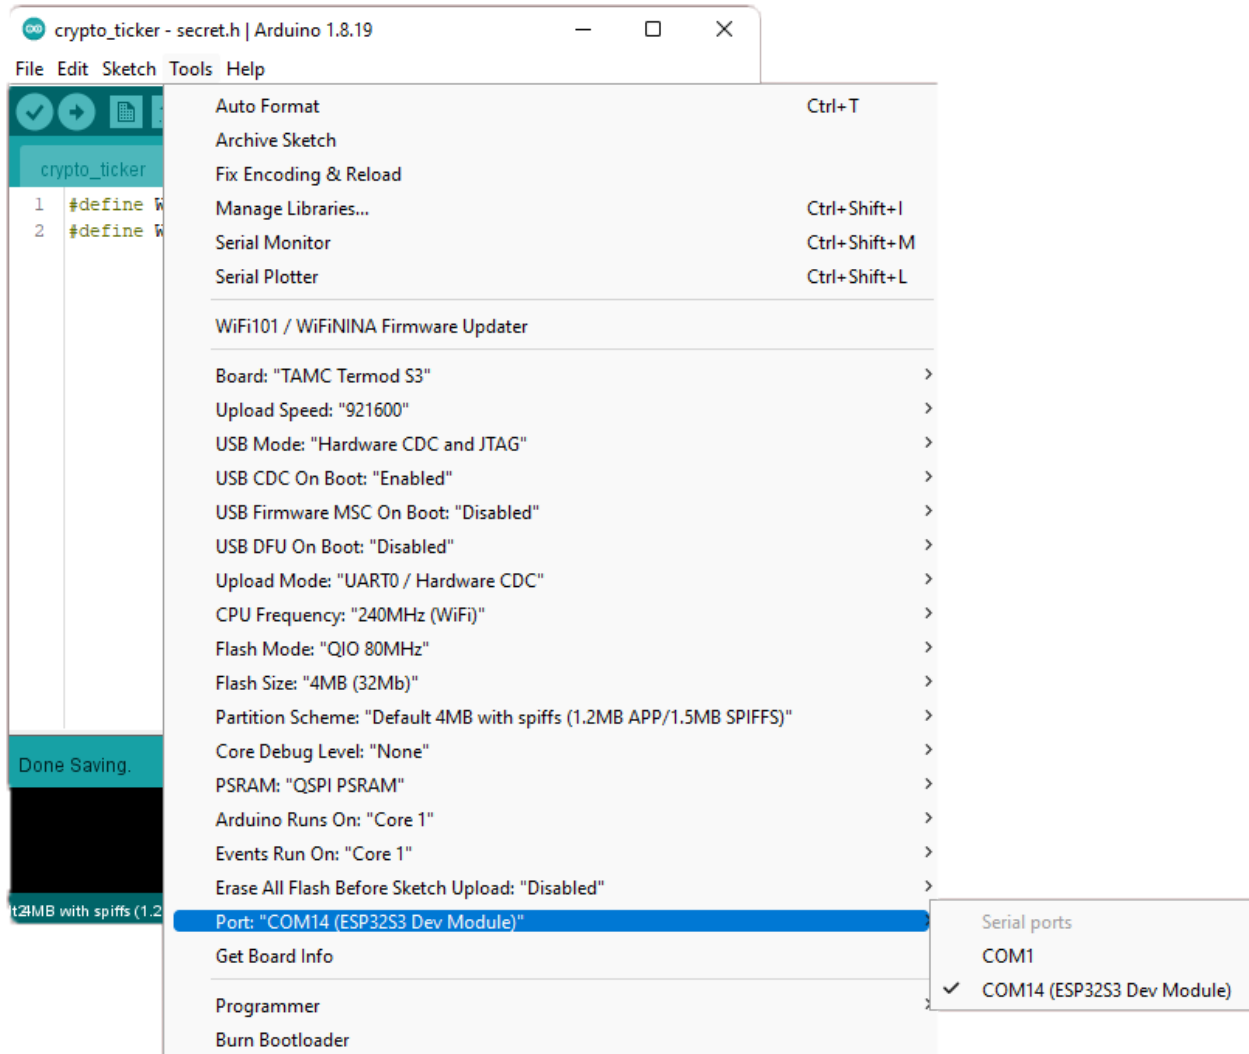 crypto_ticker - secret.h | Arduino 1.8.19
File Edit Sketch Tools Help
crypto_ticker
1 #define
2 #define
Auto Format Ctrl+T
Archive Sketch
Fix Encoding & Reload
Manage Libraries... Ctrl+Shift+I
Serial Monitor Ctrl+Shift+M
Serial Plotter Ctrl+Shift+L
WiFi101 / WiFiNINA Firmware Updater
Board: "TAMC Termod S3"
Upload Speed: "921600"
USB Mode: "Hardware CDC and JTAG"
USB CDC On Boot: "Enabled"
USB Firmware MSC On Boot: "Disabled"
USB DFU On Boot: "Disabled"
Upload Mode: "UART0 / Hardware CDC"
CPU Frequency: "240MHz (WiFi)"
Flash Mode: "QIO 80MHz"
Flash Size: "4MB (32Mb)"
Partition Scheme: "Default 4MB with spiffs (1.2MB APP/1.5MB SPIFFS)"
Core Debug Level: "None"
PSRAM: "QSPI PSRAM"
Arduino Runs On: "Core 1"
Events Run On: "Core 1"
Erase All Flash Before Sketch Upload: "Disabled"
Port: "COM14 (ESP32S3 Dev Module)"
Get Board Info
Programmer
Burn Bootloader
Serial ports
COM1
COM14 (ESP32S3 Dev Module)
Done Saving.
with spiffs (1.2